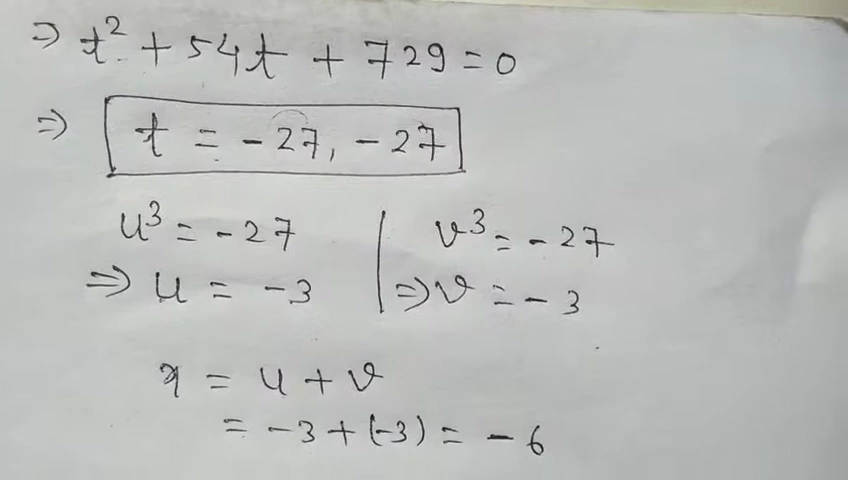 ⇒ t² + 54t + 729 = 0
⇒ t = -27, -27
u³ = -27 | v³ = -27
⇒ u = -3 | ⇒ v = -3
x = u + v
= -3 + (-3) = -6